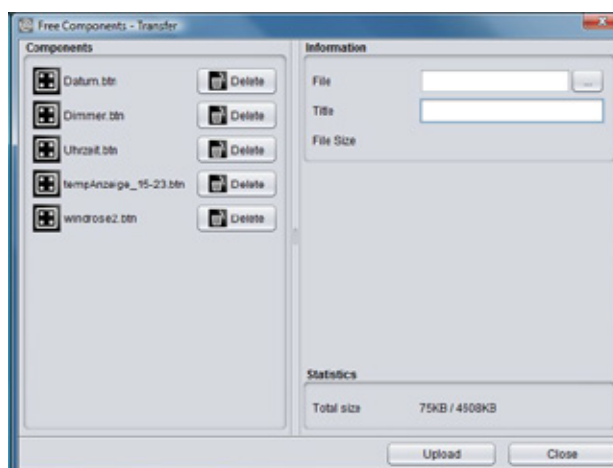 Free Components - Transfer
Components
Datum.btn
Delete
Dimmer.btn
Delete
Uhrzeit.btn
Delete
tempAnzeige_15-23.btn
Delete
windrose2.btn
Delete
Information
File
...
Title
File Size
Statistics
Total size
75KB / 4608KB
Upload
Close